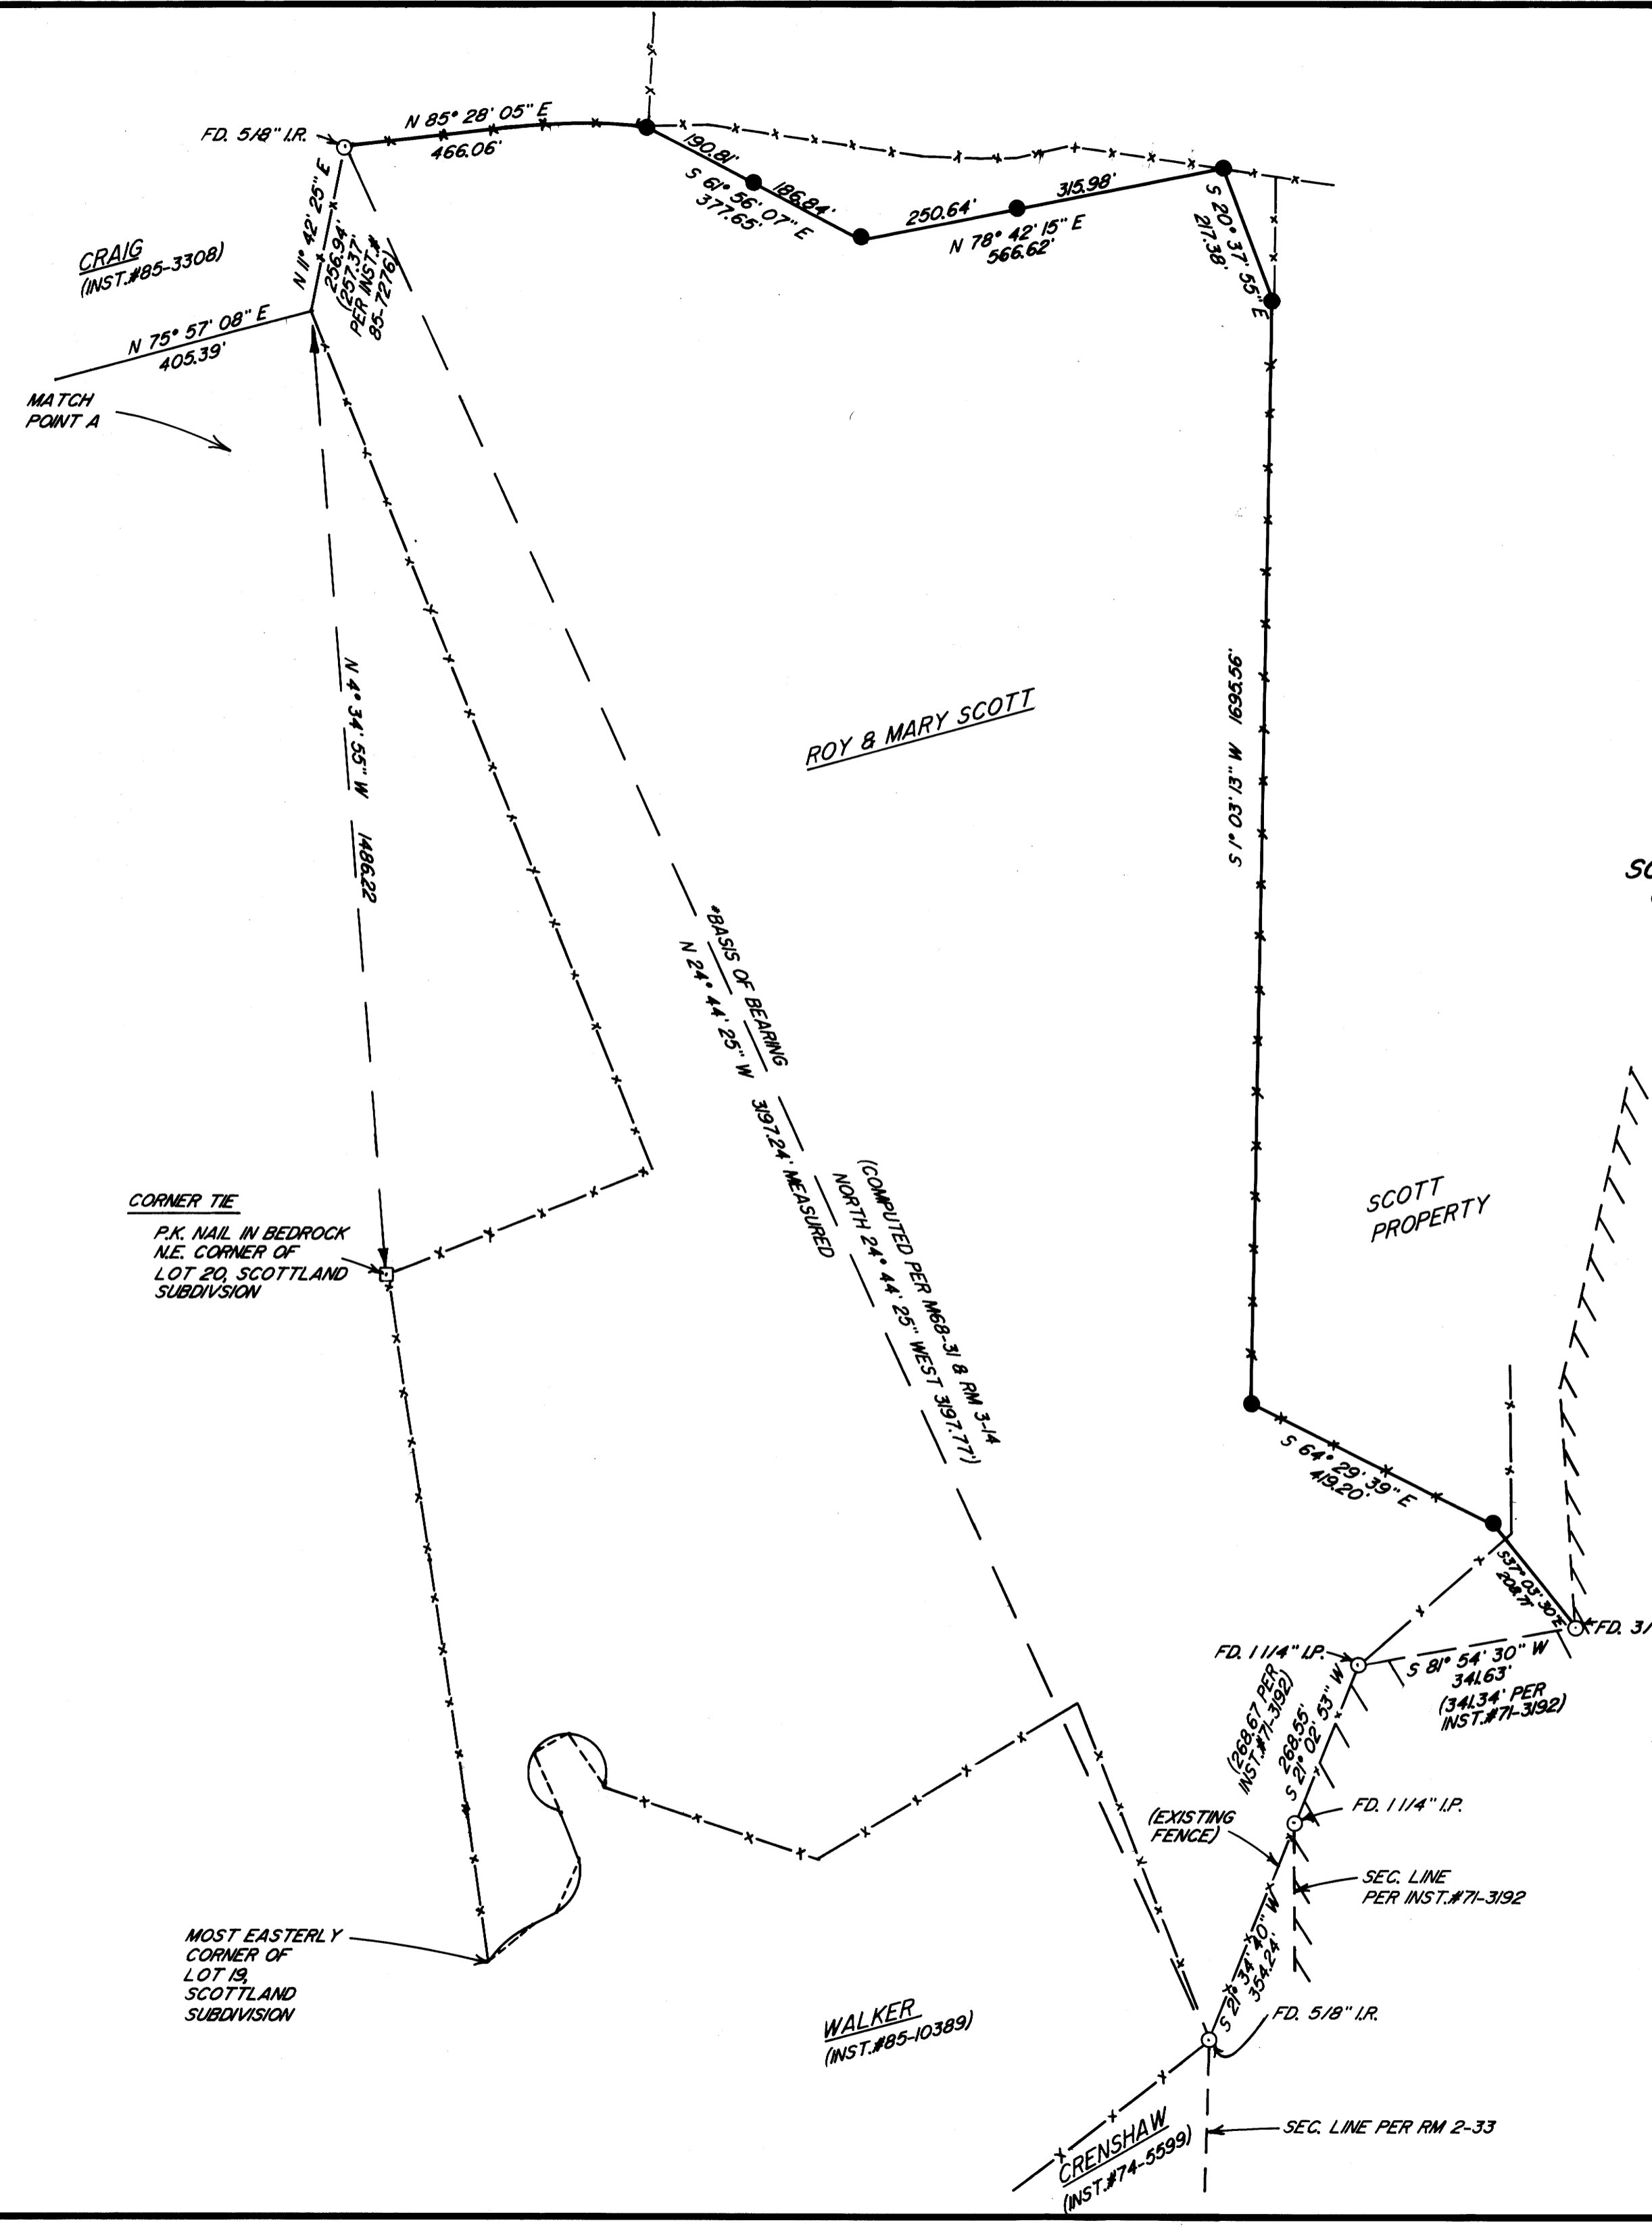 N 85° 28' 05" E
466.06'
FD. 5/8" I.R.
190.81'
186.84'
S 61° 56' 07" E
377.65'
250.64'
315.98'
N 78° 42' 15" E
566.62'
S 20° 37' 55" E
217.38'
N 11° 42' 25" E
256.94'
(257.37'
PER INST.#
85-7276)
CRAIG
(INST.#85-3308)
N 75° 57' 08" E
405.39'
MATCH
POINT A
N 4° 34' 55" W 1486.22
ROY & MARY SCOTT
S 1° 03' 13" W 1695.56'
*BASIS OF BEARING
N 24° 44' 25" W 3197.24' MEASURED
(COMPUTED PER M68-31 & RM 3-14
NORTH 24° 44' 25" WEST 3197.77')
CORNER TIE
P.K. NAIL IN BEDROCK
N.E. CORNER OF
LOT 20, SCOTTLAND
SUBDIVSION
SCOTT
PROPERTY
S 64° 29' 39" E
419.20'
S37° 03' 30"E
208.71'
FD. 3/
FD. 1 1/4" I.P.
S 81° 54' 30" W
341.63'
(341.34' PER
INST.#71-3192)
(268.67 PER
INST.#71-3192)
268.55'
S 21° 02' 53" W
FD. 1 1/4" I.P.
(EXISTING
FENCE)
SEC. LINE
PER INST.#71-3192
S 21° 34' 40" W
354.24'
FD. 5/8" I.R.
MOST EASTERLY
CORNER OF
LOT 19,
SCOTTLAND
SUBDIVISION
WALKER
(INST.#85-10389)
CRENSHAW
(INST.#74-5599)
SEC. LINE PER RM 2-33